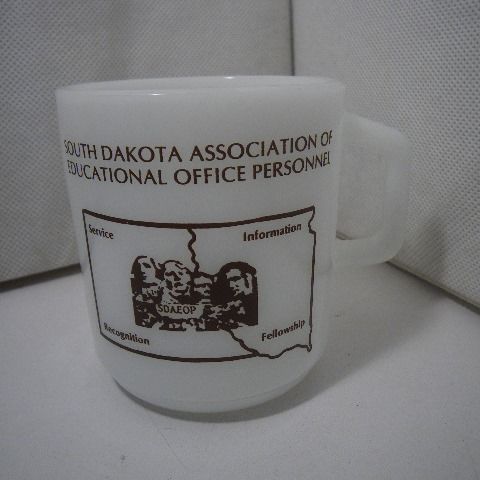 SOUTH DAKOTA ASSOCIATION OF
EDUCATIONAL OFFICE PERSONNEL
Service Information
SDAEOP
Recognition Fellowship